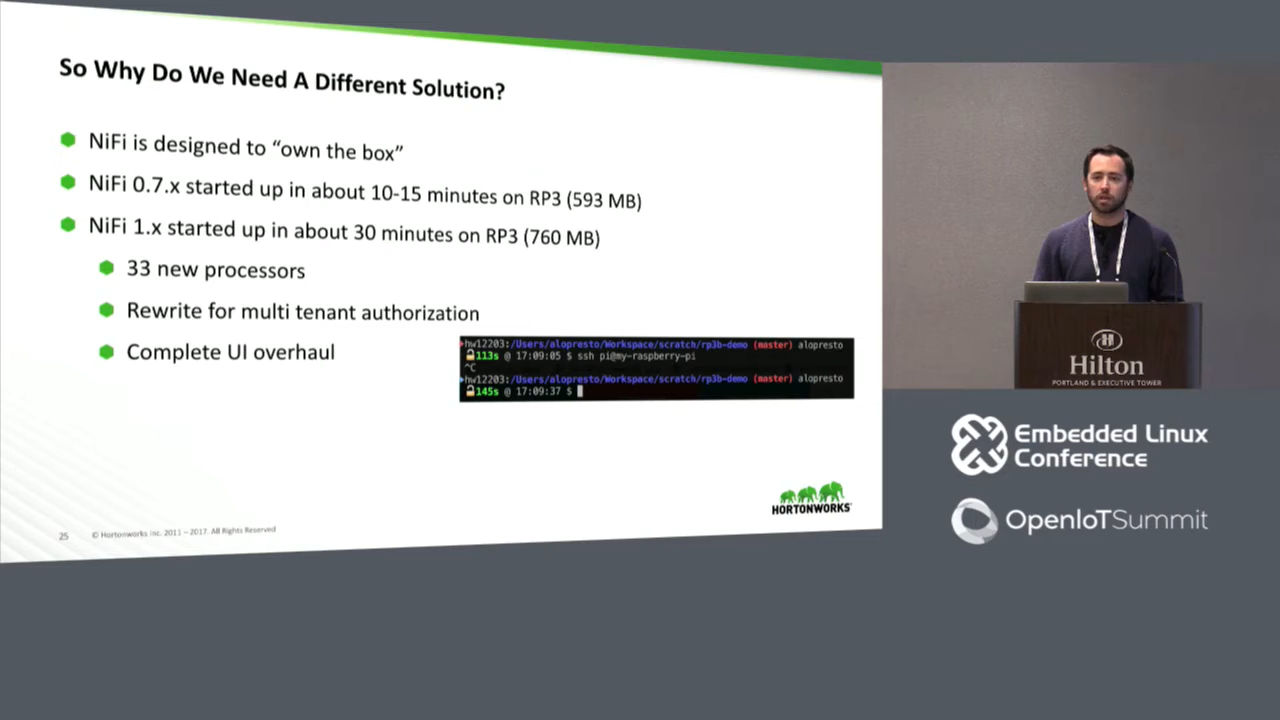 So Why Do We Need A Different Solution?
NiFi is designed to “own the box”
NiFi 0.7.x started up in about 10-15 minutes on RP3 (593 MB)
NiFi 1.x started up in about 30 minutes on RP3 (760 MB)
33 new processors
Rewrite for multi tenant authorization
Complete UI overhaul
hw12203:/Users/alopresto/Workspace/scratch/rp3b-demo (master) alopresto
113s @ 17:09:05 $ ssh pi@my-raspberry-pi
^C
hw12203:/Users/alopresto/Workspace/scratch/rp3b-demo (master) alopresto
145s @ 17:09:37 $
HORTONWORKS
25 © Hortonworks Inc. 2011 – 2017. All Rights Reserved
Hilton
PORTLAND & EXECUTIVE TOWER
Embedded Linux
Conference
OpenIoTSummit